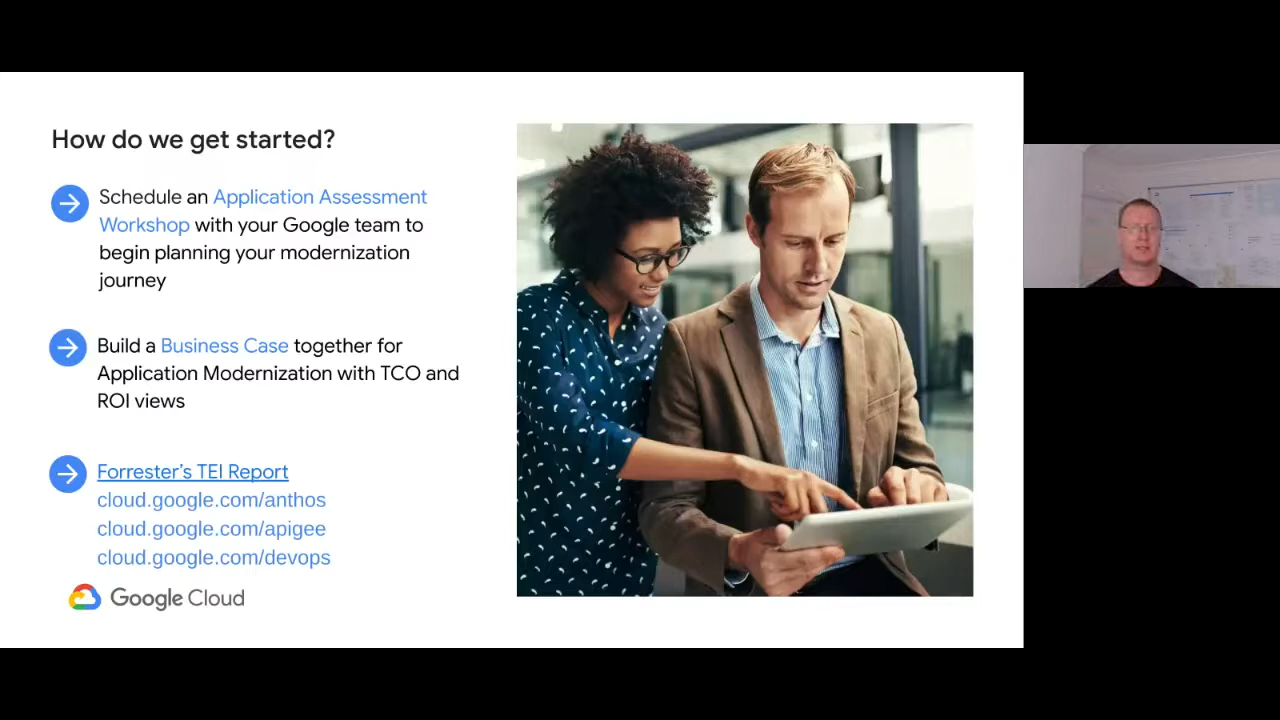 How do we get started?
Schedule an Application Assessment
Workshop with your Google team to
begin planning your modernization
journey
Build a Business Case together for
Application Modernization with TCO and
ROI views
Forrester's TEI Report
cloud.google.com/anthos
cloud.google.com/apigee
cloud.google.com/devops
Google Cloud